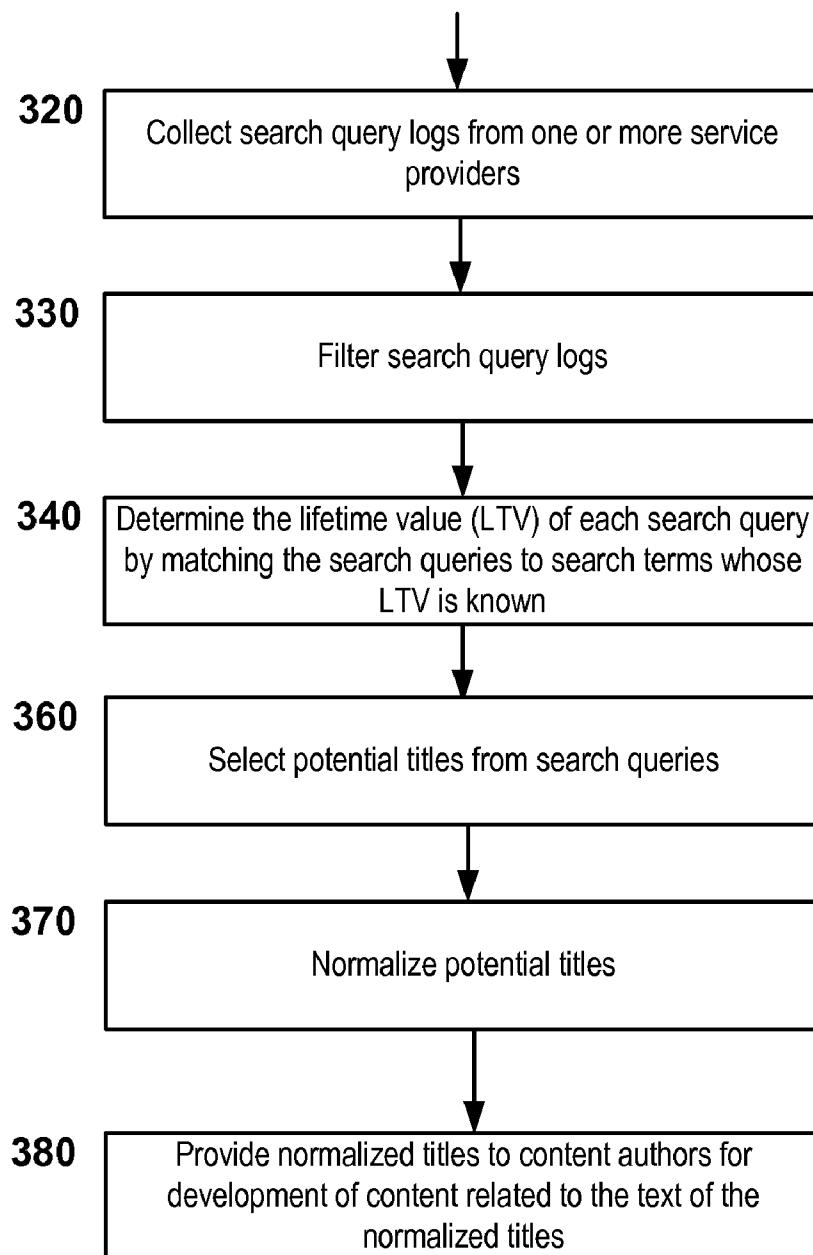 320
Collect search query logs from one or more service
providers
330
Filter search query logs
340
Determine the lifetime value (LTV) of each search query
by matching the search queries to search terms whose
LTV is known
360
Select potential titles from search queries
370
Normalize potential titles
380
Provide normalized titles to content authors for
development of content related to the text of the
normalized titles